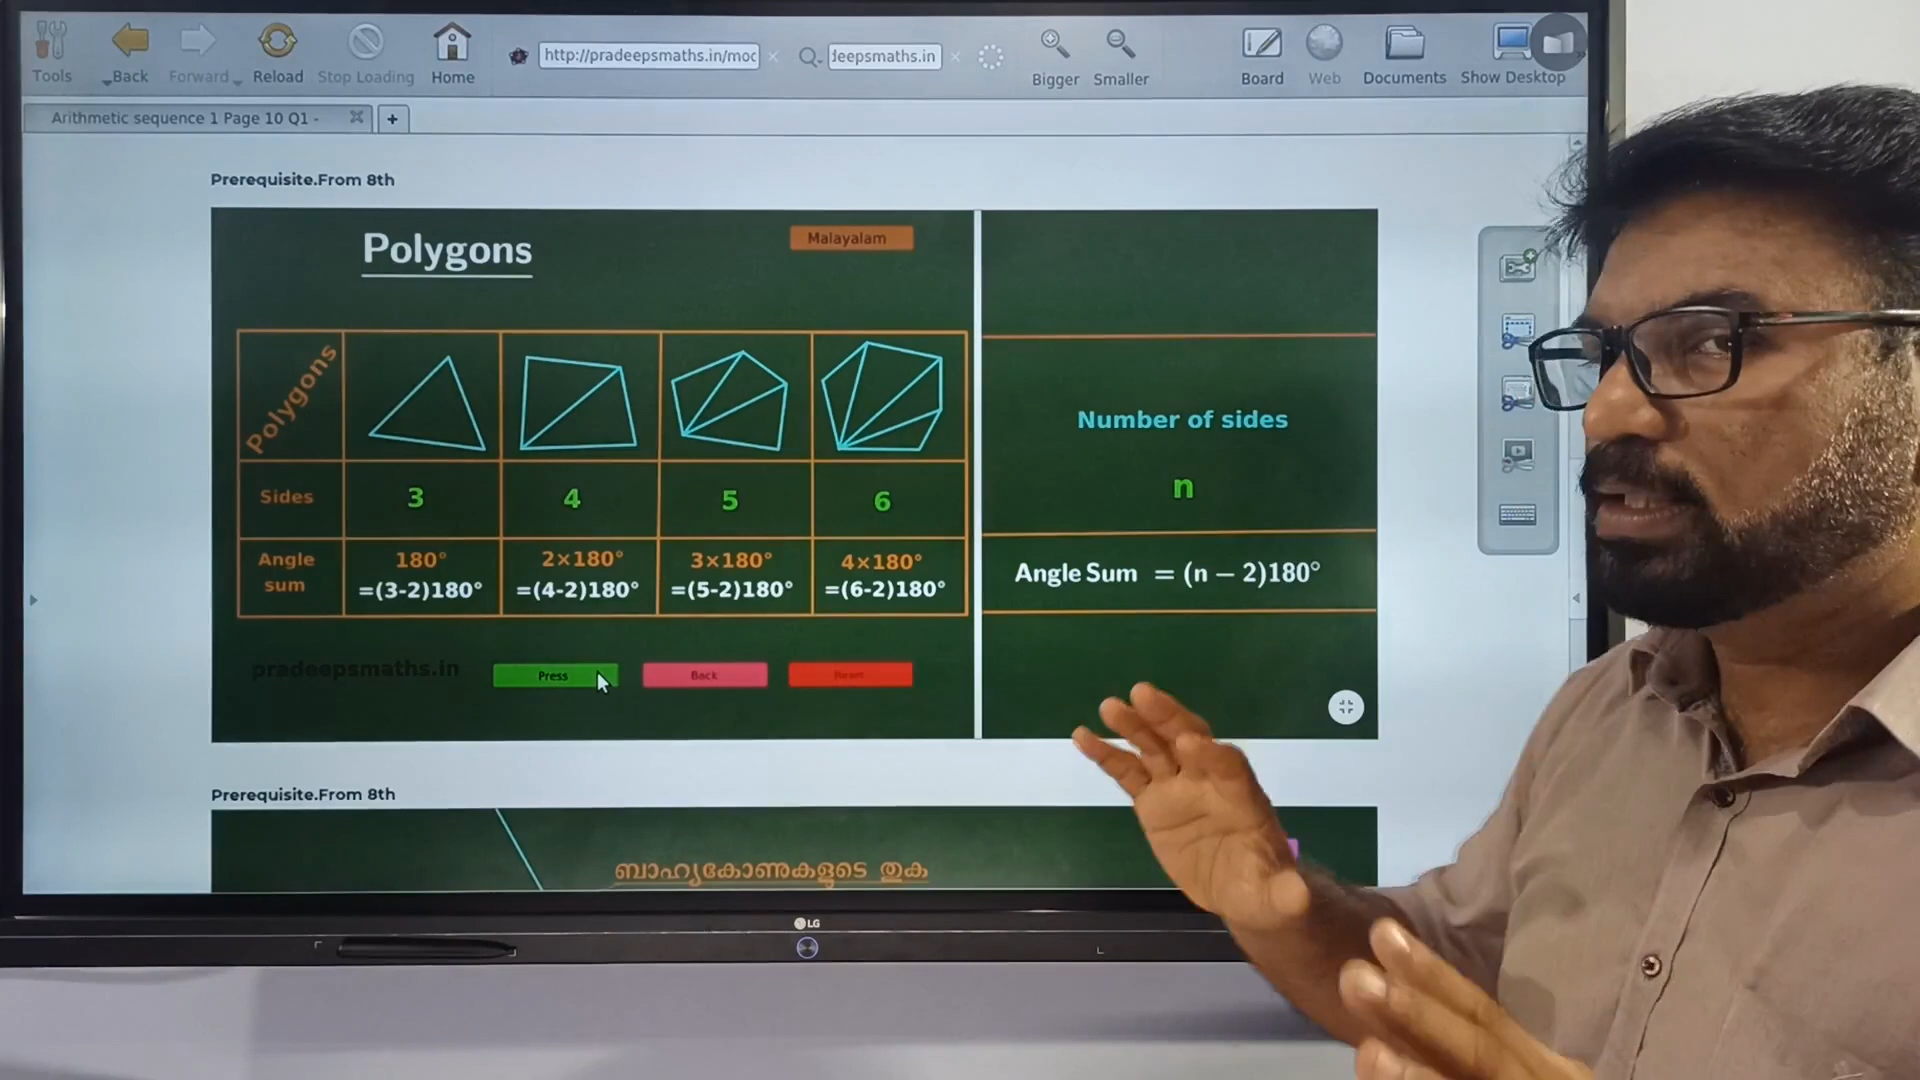 Tools
Back
Forward
Reload
Stop Loading
Home
http://pradeepsmaths.in/moc
deepsmaths.in
Bigger
Smaller
Board
Web
Documents
Show Desktop
Arithmetic sequence 1 Page 10 Q1 -
Prerequisite.From 8th
Polygons
Malayalam
Polygons
Sides 3 4 5 6
Angle sum
180° 2×180° 3×180° 4×180°
=(3-2)180° =(4-2)180° =(5-2)180° =(6-2)180°
Number of sides
n
Angle Sum = (n − 2)180°
pradeepsmaths.in
Press
Back
Reset
Prerequisite.From 8th
ബാഹ്യകോണുകളുടെ തുക
LG